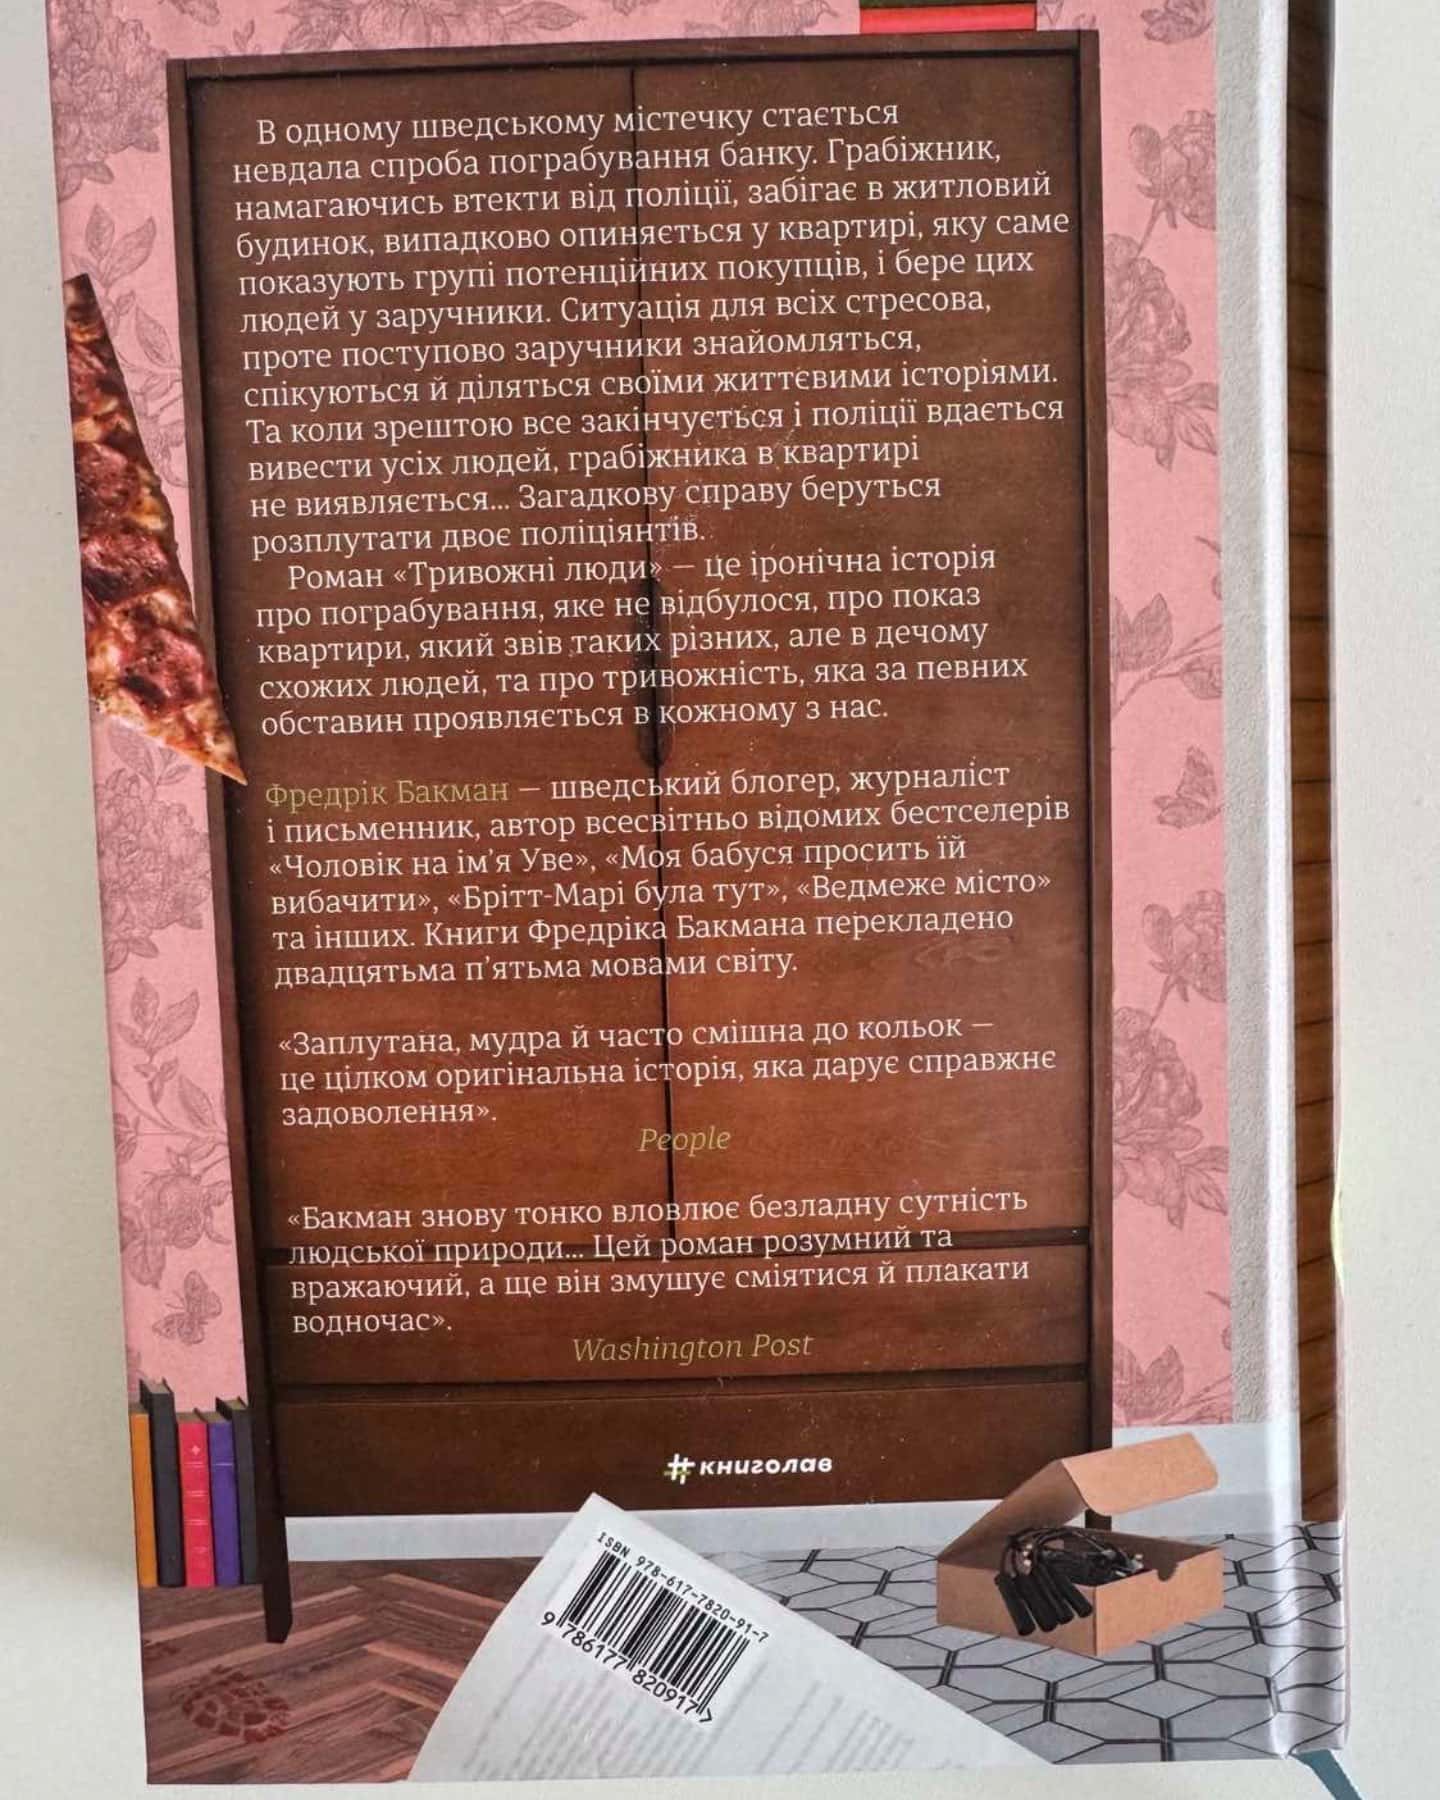 В одному шведському містечку стається
невдала спроба пограбування банку. Грабіжник,
намагаючись втекти від поліції, забігає в житловий
будинок, випадково опиняється у квартирі, яку саме
показують групі потенційних покупців, і бере цих
людей у заручники. Ситуація для всіх стресова,
проте поступово заручники знайомляться,
спікуються й діляться своїми життєвими історіями.
Та коли зрештою все закінчується і поліції вдається
вивести усіх людей, грабіжника в квартирі
не виявляється... Загадкову справу беруться
розплутати двоє поліціянтів.
Роман «Тривожні люди» — це іронічна історія
про пограбування, яке не відбулося, про показ
квартири, який звів таких різних, але в дечому
схожих людей, та про тривожність, яка за певних
обставин проявляється в кожному з нас.
Фредрік Бакман — шведський блогер, журналіст
і письменник, автор всесвітньо відомих бестселерів
«Чоловік на ім'я Уве», «Моя бабуся просить їй
вибачити», «Брітт-Марі була тут», «Ведмеже місто»
та інших. Книги Фредріка Бакмана перекладено
двадцятьма п'ятьма мовами світу.
«Заплутана, мудра й часто смішна до кольок —
це цілком оригінальна історія, яка дарує справжнє
задоволення».
People
«Бакман знову тонко вловлює безладну сутність
людської природи... Цей роман розумний та
вражаючий, а ще він змушує сміятися й плакати
водночас».
Washington Post
#книголав
ISBN 978-617-7820-91-7
9 786177 820917 >